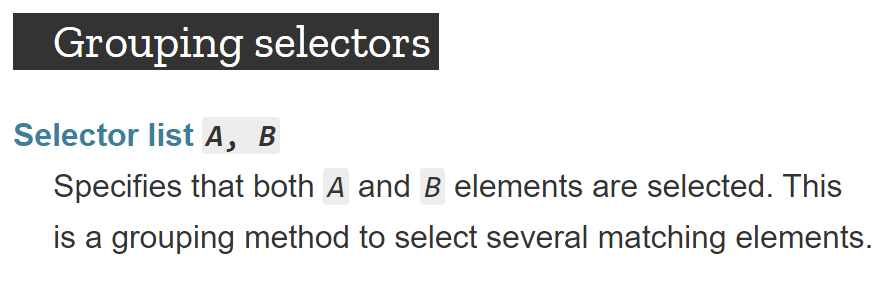 Grouping selectors
Selector list A, B
Specifies that both A and B elements are selected. This
is a grouping method to select several matching elements.